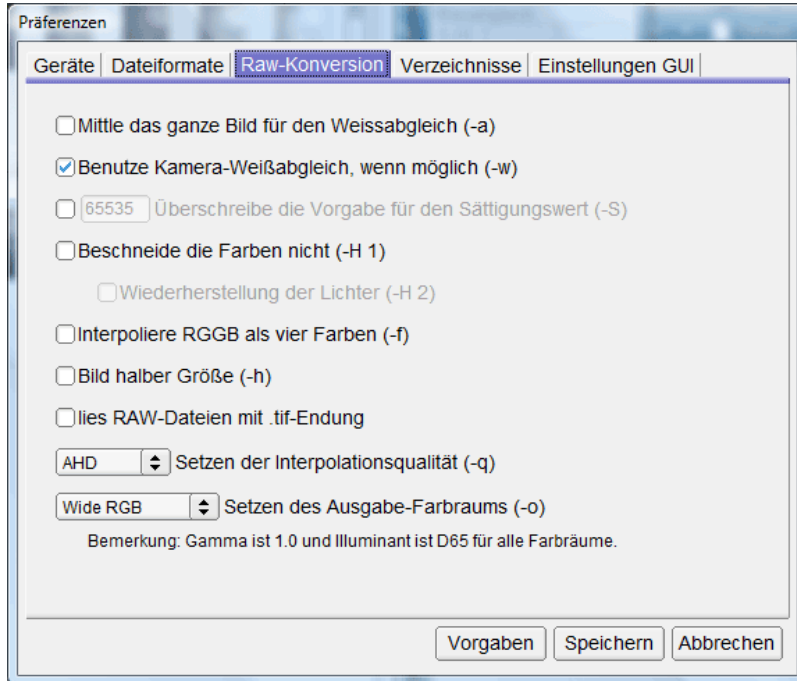 Präferenzen
Geräte Dateiformate Raw-Konversion Verzeichnisse Einstellungen GUI
Mittle das ganze Bild für den Weissabgleich (-a)
Benutze Kamera-Weißabgleich, wenn möglich (-w)
65535 Überschreibe die Vorgabe für den Sättigungswert (-S)
Beschneide die Farben nicht (-H 1)
Wiederherstellung der Lichter (-H 2)
Interpoliere RGGB als vier Farben (-f)
Bild halber Größe (-h)
lies RAW-Dateien mit .tif-Endung
AHD Setzen der Interpolationsqualität (-q)
Wide RGB Setzen des Ausgabe-Farbraums (-o)
Bemerkung: Gamma ist 1.0 und Illuminant ist D65 für alle Farbräume.
Vorgaben Speichern Abbrechen